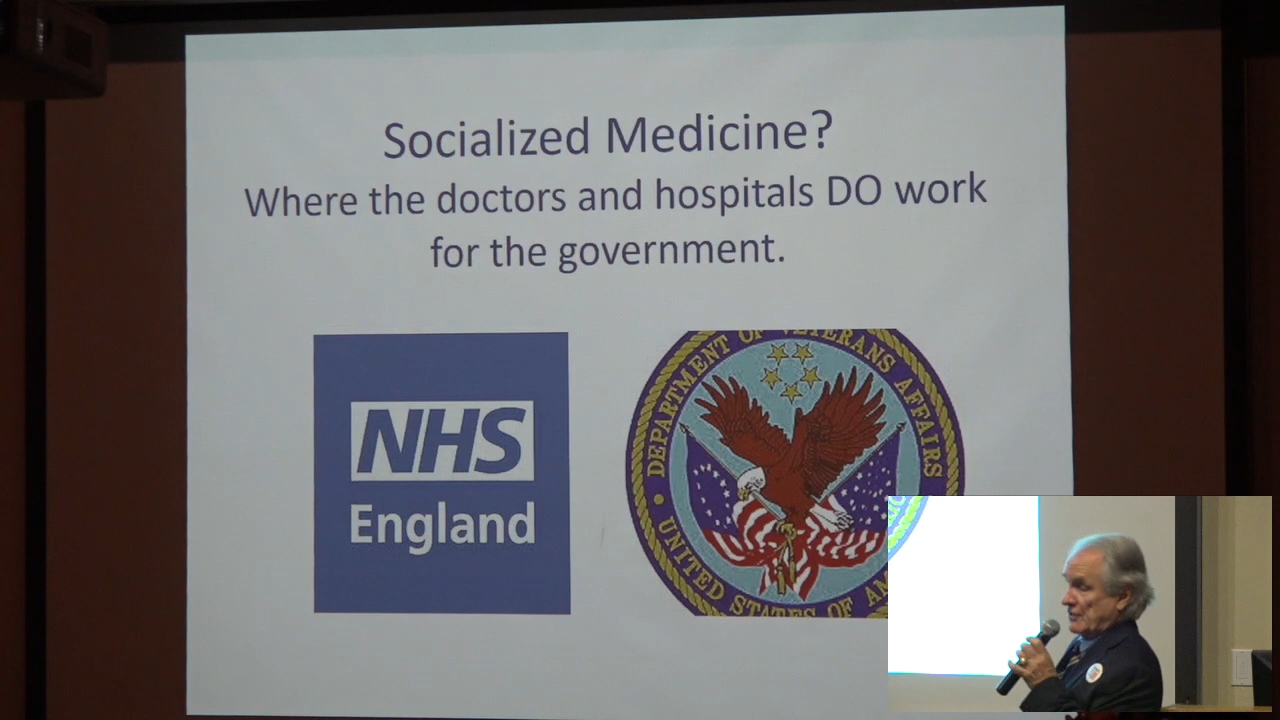 Socialized Medicine?
Where the doctors and hospitals DO work
for the government.
NHS
England
DEPARTMENT OF VETERANS AFFAIRS
UNITED STATES OF